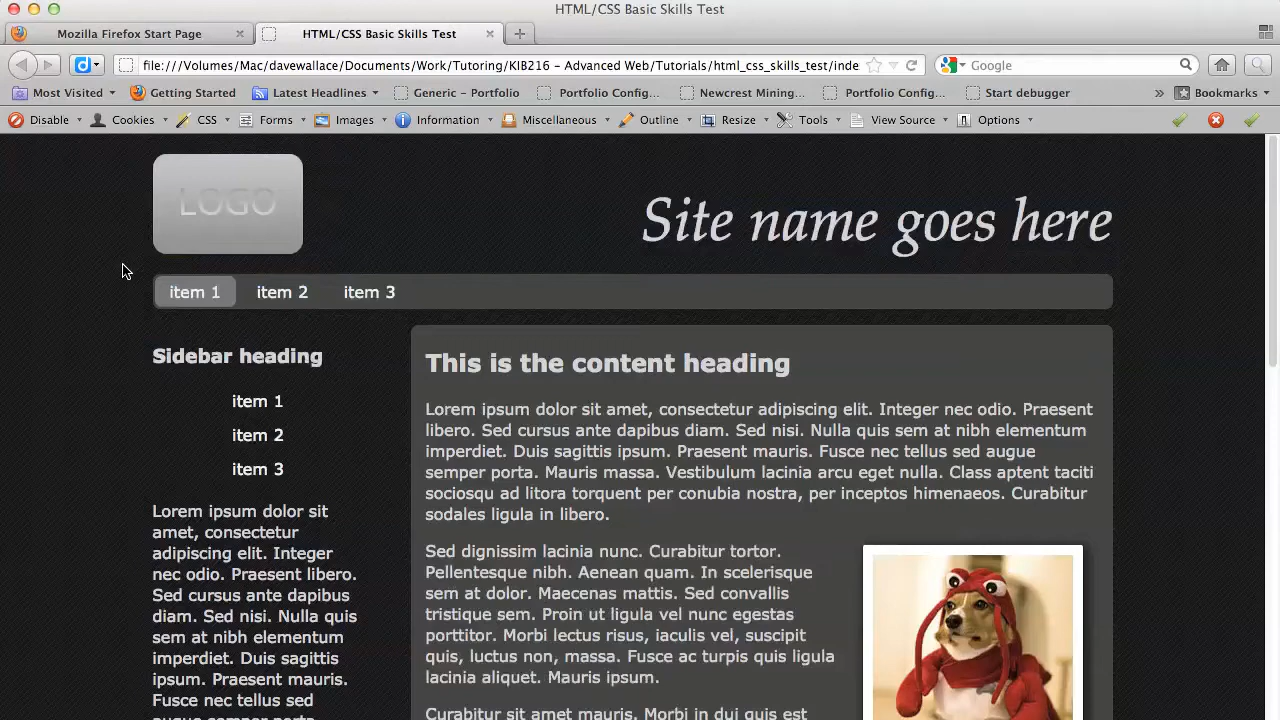 HTML/CSS Basic Skills Test
Mozilla Firefox Start Page
HTML/CSS Basic Skills Test
file:///Volumes/Mac/davewallace/Documents/Work/Tutoring/KIB216 - Advanced Web/Tutorials/html_css_skills_test/inde
Google
Most Visited
Getting Started
Latest Headlines
Generic - Portfolio
Portfolio Config...
Newcrest Mining...
Portfolio Config...
Start debugger
»
Bookmarks
Disable
Cookies
CSS
Forms
Images
Information
Miscellaneous
Outline
Resize
Tools
View Source
Options
LOGO
Site name goes here
item 1
item 2
item 3
Sidebar heading
item 1
item 2
item 3
Lorem ipsum dolor sit
amet, consectetur
adipiscing elit. Integer
nec odio. Praesent libero.
Sed cursus ante dapibus
diam. Sed nisi. Nulla quis
sem at nibh elementum
imperdiet. Duis sagittis
ipsum. Praesent mauris.
Fusce nec tellus sed
augue semper porta.
This is the content heading
Lorem ipsum dolor sit amet, consectetur adipiscing elit. Integer nec odio. Praesent
libero. Sed cursus ante dapibus diam. Sed nisi. Nulla quis sem at nibh elementum
imperdiet. Duis sagittis ipsum. Praesent mauris. Fusce nec tellus sed augue
semper porta. Mauris massa. Vestibulum lacinia arcu eget nulla. Class aptent taciti
sociosqu ad litora torquent per conubia nostra, per inceptos himenaeos. Curabitur
sodales ligula in libero.
Sed dignissim lacinia nunc. Curabitur tortor.
Pellentesque nibh. Aenean quam. In scelerisque
sem at dolor. Maecenas mattis. Sed convallis
tristique sem. Proin ut ligula vel nunc egestas
porttitor. Morbi lectus risus, iaculis vel, suscipit
quis, luctus non, massa. Fusce ac turpis quis ligula
lacinia aliquet. Mauris ipsum.
Curabitur sit amet mauris. Morbi in dui quis est